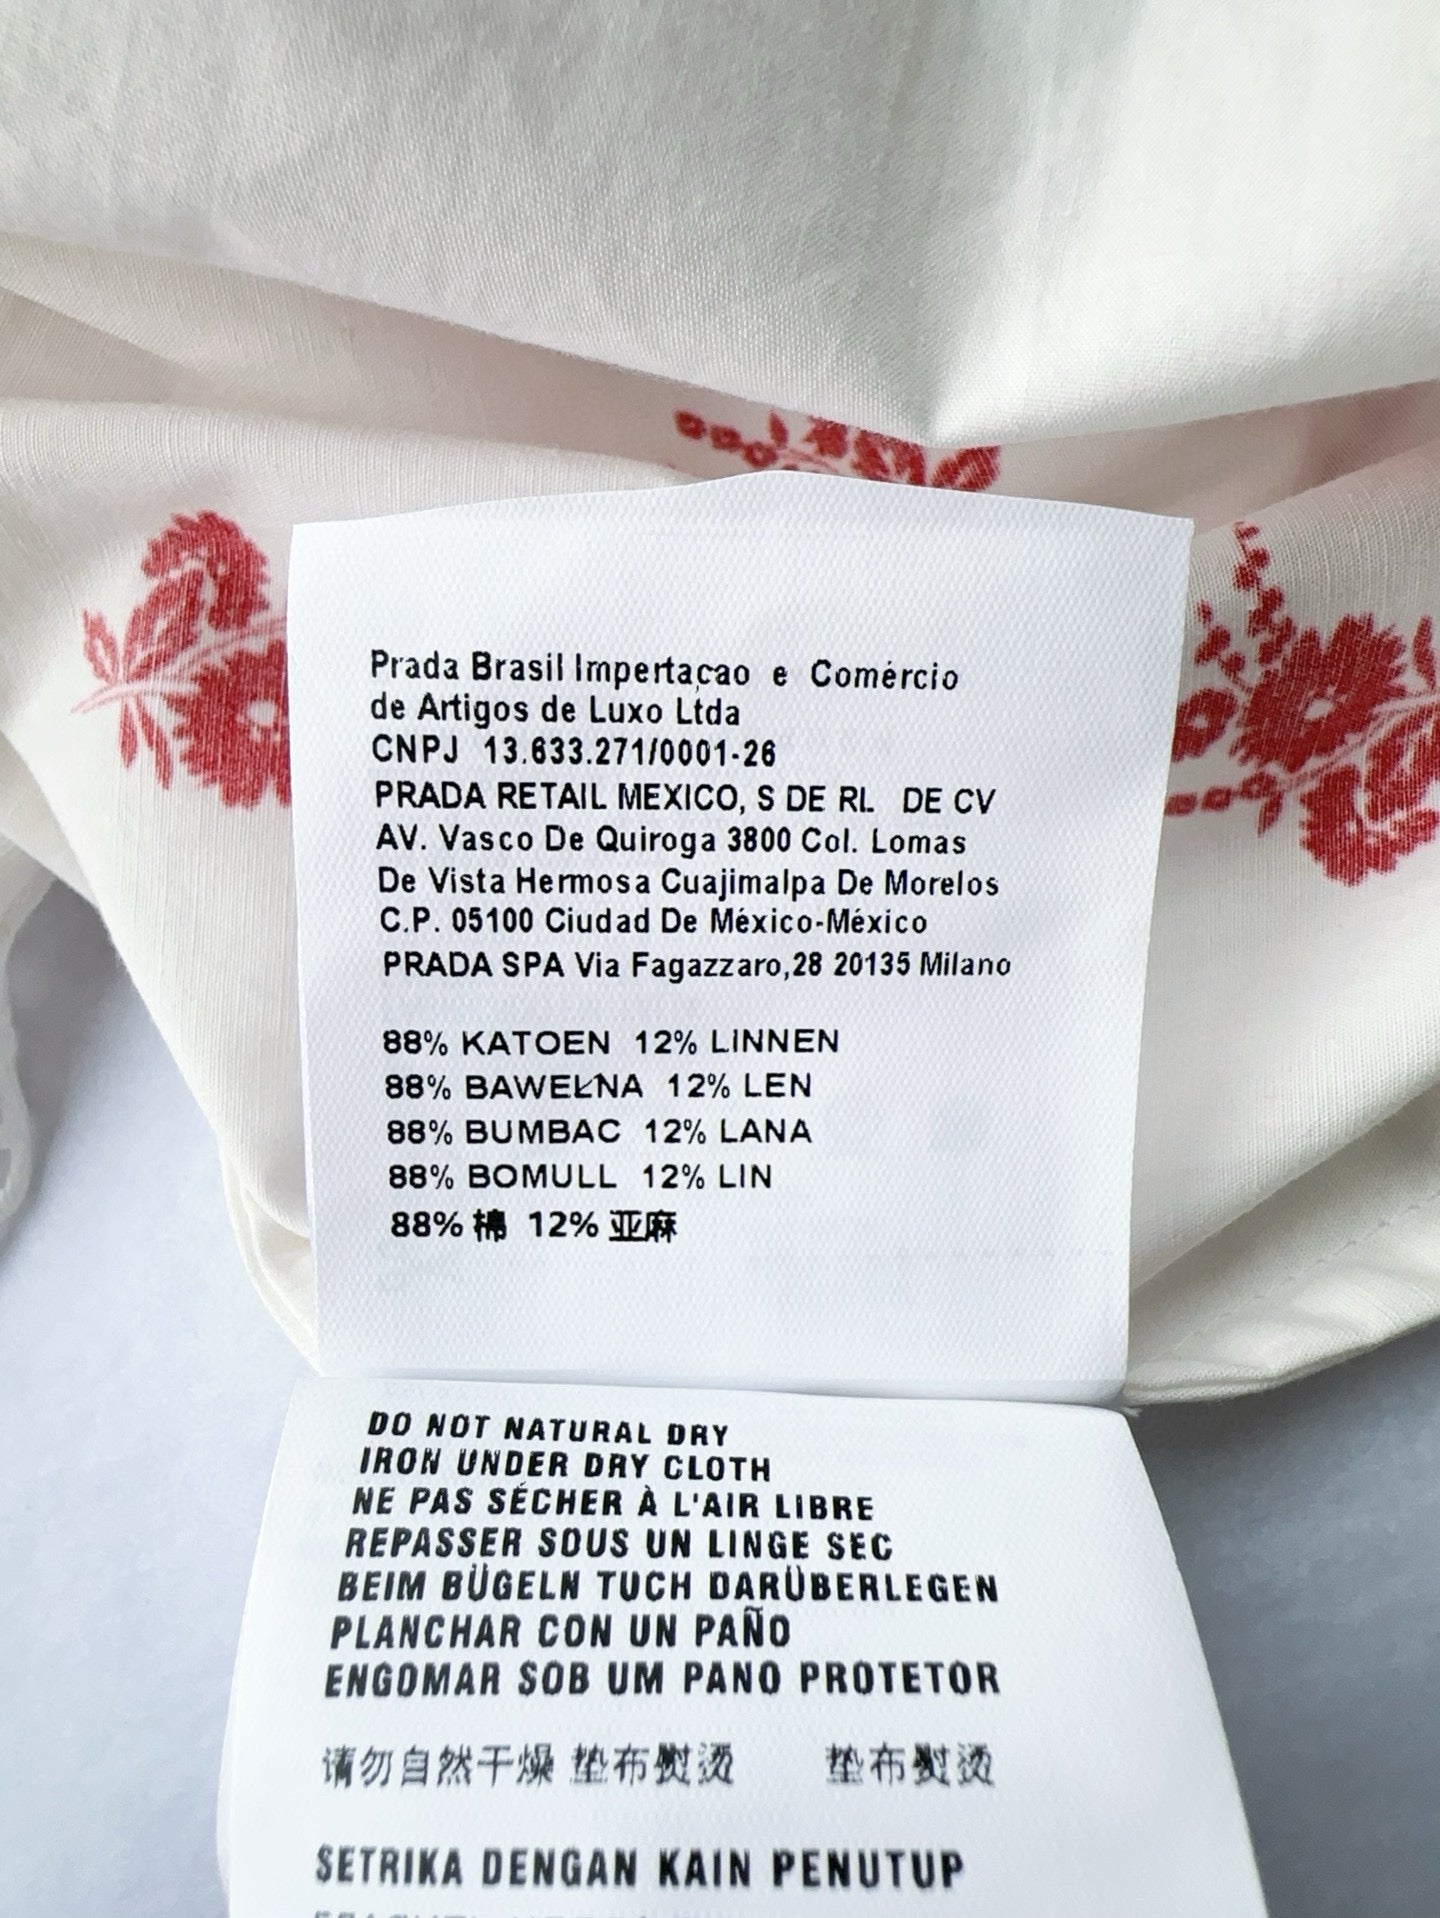 Prada Brasil Impertaçao e Comércio
de Artigos de Luxo Ltda
CNPJ 13.633.271/0001-26
PRADA RETAIL MEXICO, S DE RL DE CV
AV. Vasco De Quiroga 3800 Col. Lomas
De Vista Hermosa Cuajimalpa De Morelos
C.P. 05100 Ciudad De México-México
PRADA SPA Via Fagazzaro,28 20135 Milano
88% KATOEN 12% LINNEN
88% BAWEŁNA 12% LEN
88% BUMBAC 12% LANA
88% BOMULL 12% LIN
88% 棉 12% 亚麻
DO NOT NATURAL DRY
IRON UNDER DRY CLOTH
NE PAS SÉCHER À L'AIR LIBRE
REPASSER SOUS UN LINGE SEC
BEIM BÜGELN TUCH DARÜBERLEGEN
PLANCHAR CON UN PAÑO
ENGOMAR SOB UM PANO PROTETOR
请勿自然干燥 垫布熨烫 垫布熨烫
SETRIKA DENGAN KAIN PENUTUP